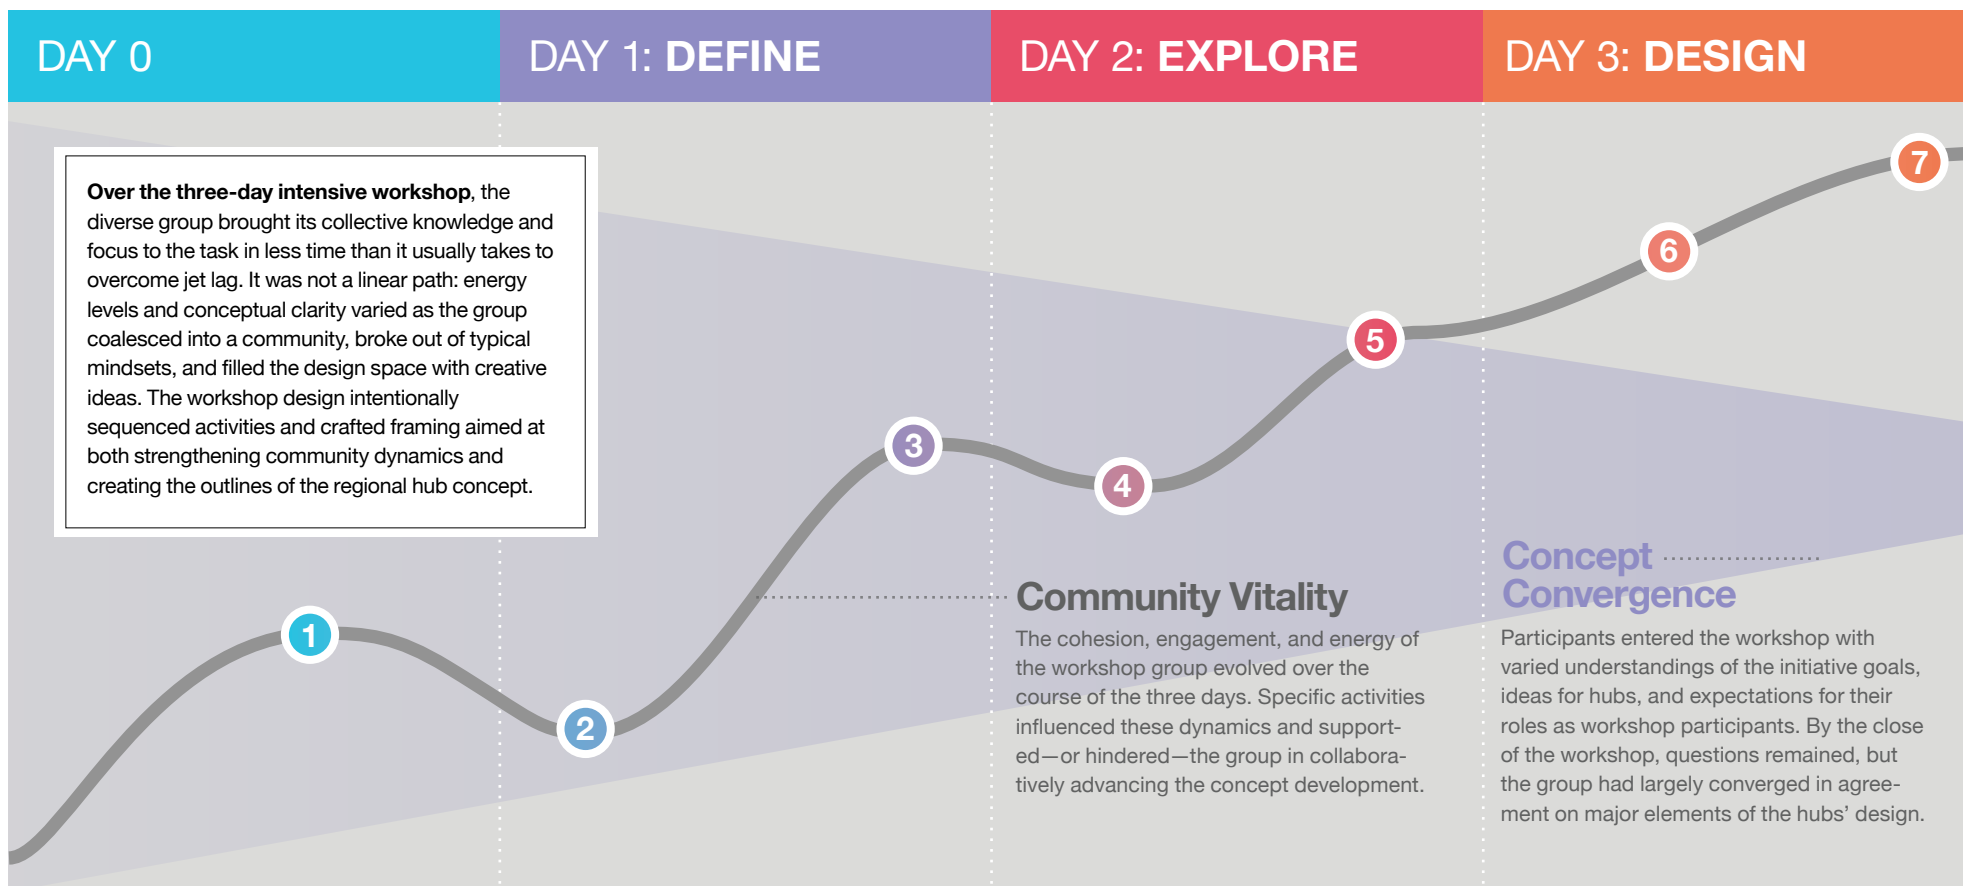 DAY 0
DAY 1: DEFINE
DAY 2: EXPLORE
DAY 3: DESIGN
Over the three-day intensive workshop, the
diverse group brought its collective knowledge and
focus to the task in less time than it usually takes to
overcome jet lag. It was not a linear path: energy
levels and conceptual clarity varied as the group
coalesced into a community, broke out of typical
mindsets, and filled the design space with creative
ideas. The workshop design intentionally
sequenced activities and crafted framing aimed at
both strengthening community dynamics and
creating the outlines of the regional hub concept.
1
2
3
4
5
6
7
Community Vitality
The cohesion, engagement, and energy of
the workshop group evolved over the
course of the three days. Specific activities
influenced these dynamics and support-
ed—or hindered—the group in collabora-
tively advancing the concept development.
Concept
Convergence
Participants entered the workshop with
varied understandings of the initiative goals,
ideas for hubs, and expectations for their
roles as workshop participants. By the close
of the workshop, questions remained, but
the group had largely converged in agree-
ment on major elements of the hubs’ design.